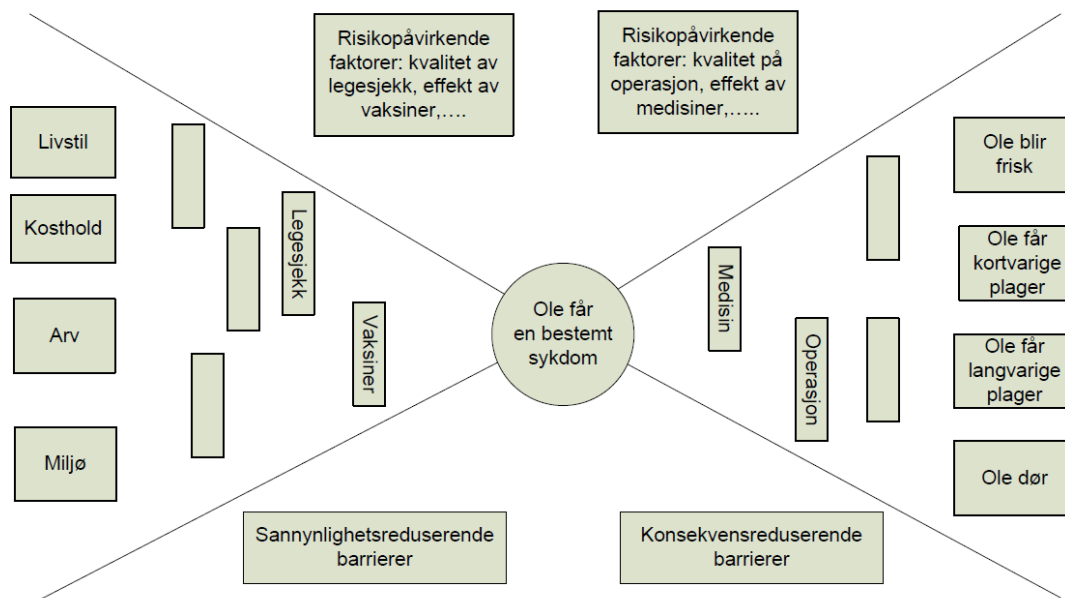 Risikopåvirkende
faktorer: kvalitet av
legesjekk, effekt av
vaksiner,….
Risikopåvirkende
faktorer: kvalitet på
operasjon, effekt av
medisiner,…..
Livstil
Kosthold
Arv
Miljø
Legesjekk
Vaksiner
Ole får
en bestemt
sykdom
Medisin
Operasjon
Ole blir
frisk
Ole får
kortvarige
plager
Ole får
langvarige
plager
Ole dør
Sannynlighetsreduserende
barrierer
Konsekvensreduserende
barrierer